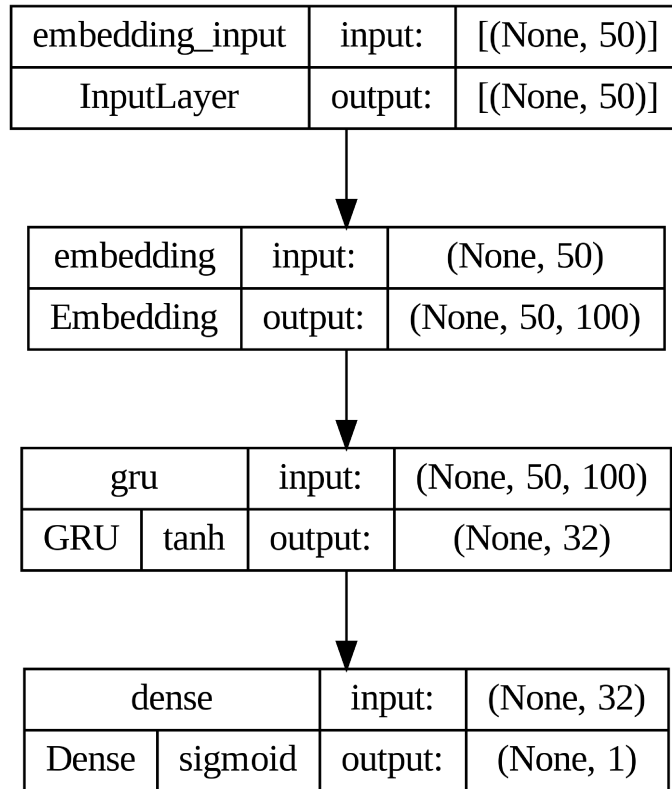 embedding_input input: [(None, 50)]
InputLayer output: [(None, 50)]
embedding input: (None, 50)
Embedding output: (None, 50, 100)
gru input: (None, 50, 100)
GRU tanh output: (None, 32)
dense input: (None, 32)
Dense sigmoid output: (None, 1)